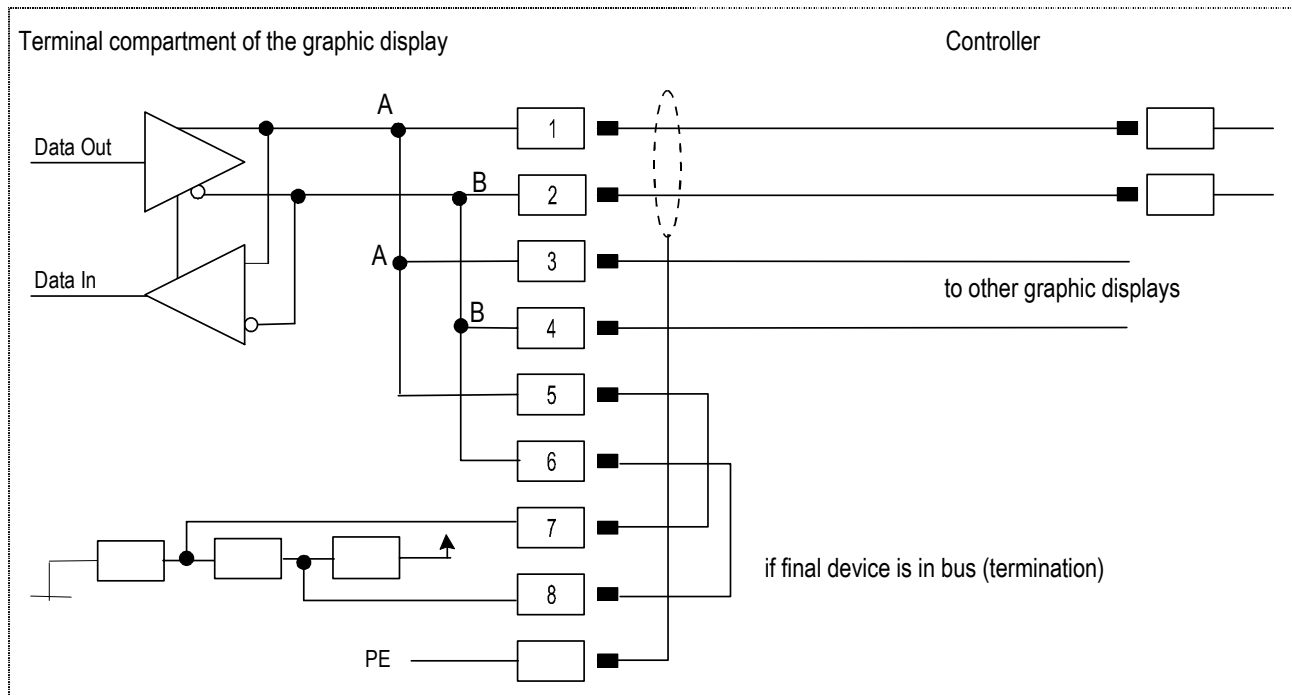 Terminal compartment of the graphic display
Controller
A
1
Data Out
B
2
A
3
Data In
to other graphic displays
B
4
5
6
7
if final device is in bus (termination)
8
PE